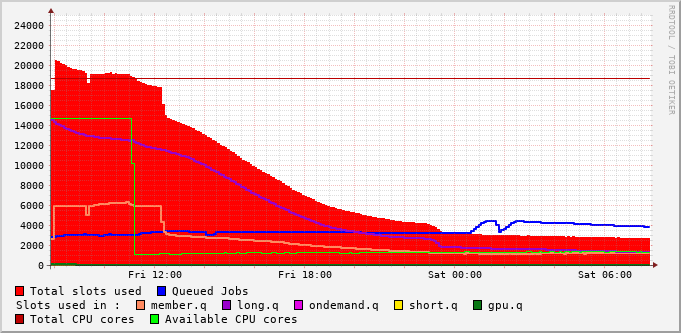 24000
22000
20000
18000
16000
14000
12000
10000
8000
6000
4000
2000
0
Fri 12:00 Fri 18:00 Sat 00:00 Sat 06:00
RRDTOOL / TOBI OETIKER
Total slots used Queued Jobs
Slots used in : member.q long.q ondemand.q short.q gpu.q
Total CPU cores
Available CPU cores